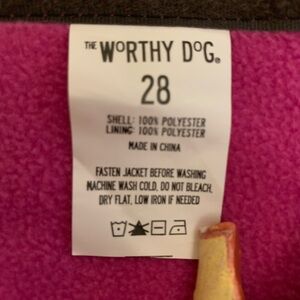 THE WORTHY DOG®
28
SHELL: 100% POLYESTER
LINING: 100% POLYESTER
MADE IN CHINA
FASTEN JACKET BEFORE WASHING
MACHINE WASH COLD, DO NOT BLEACH,
DRY FLAT, LOW IRON IF NEEDED